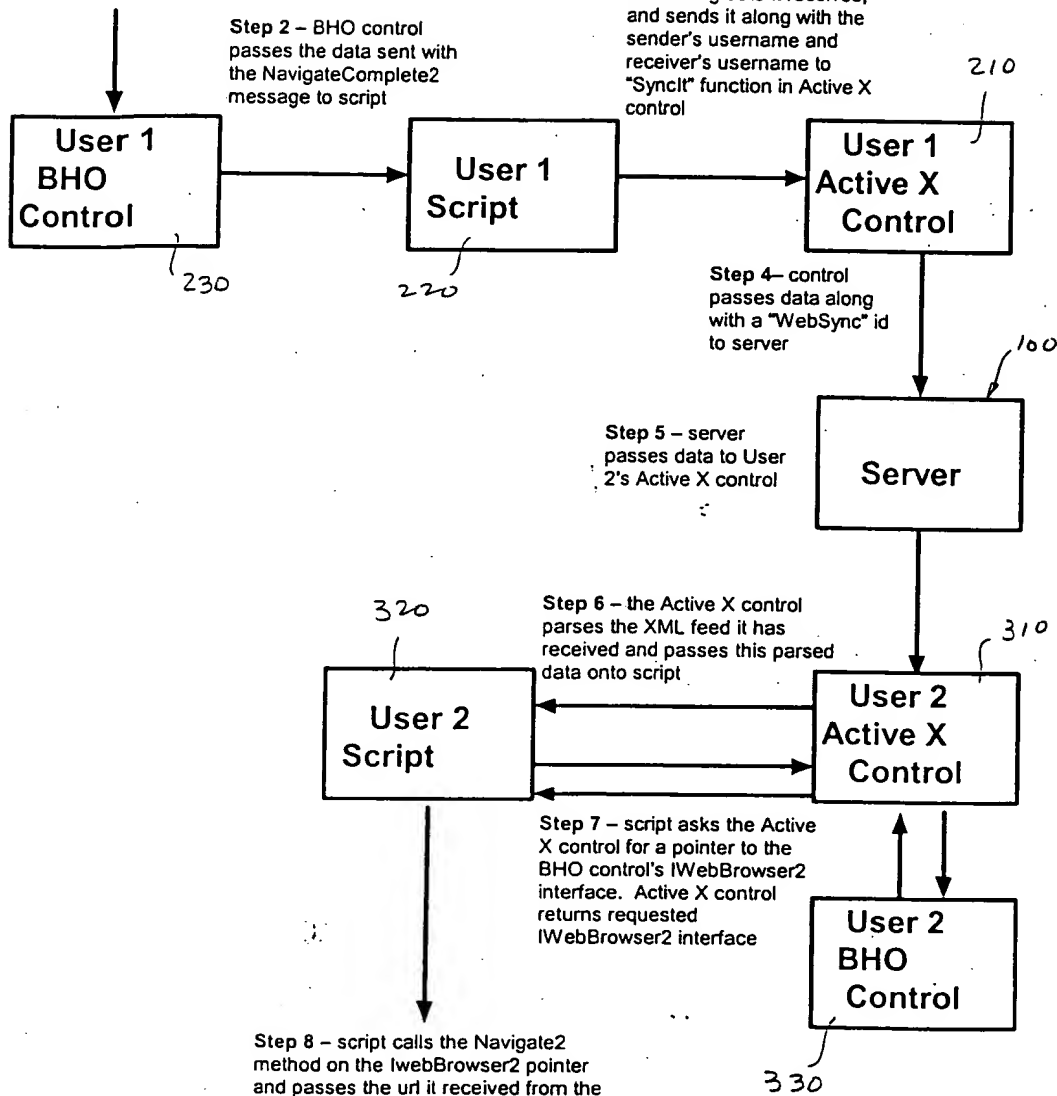 and sends it along with the
sender's username and
receiver's username to
"SyncIt" function in Active X
control
Step 2 – BHO control
passes the data sent with
the NavigateComplete2
message to script
210
User 1
BHO
Control
User 1
Script
User 1
Active X
Control
230
220
Step 4– control
passes data along
with a "WebSync" id
to server
100
Step 5 – server
passes data to User
2's Active X control
Server
320
Step 6 – the Active X control
parses the XML feed it has
received and passes this parsed
data onto script
310
User 2
Script
User 2
Active X
Control
Step 7 – script asks the Active
X control for a pointer to the
BHO control's IWebBrowser2
interface. Active X control
returns requested
IWebBrowser2 interface
User 2
BHO
Control
Step 8 – script calls the Navigate2
method on the IwebBrowser2 pointer
and passes the url it received from the
330